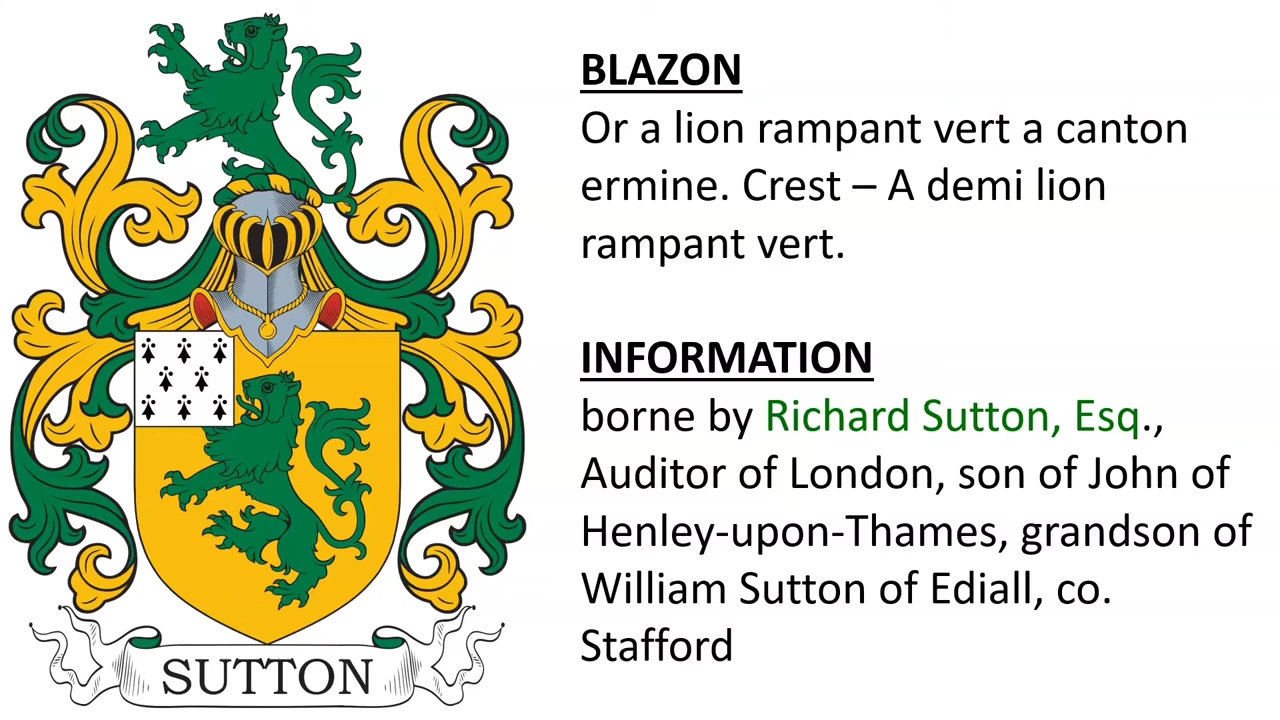 BLAZON
Or a lion rampant vert a canton
ermine. Crest – A demi lion
rampant vert.
INFORMATION
borne by Richard Sutton, Esq.,
Auditor of London, son of John of
Henley-upon-Thames, grandson of
William Sutton of Ediall, co.
Stafford
SUTTON